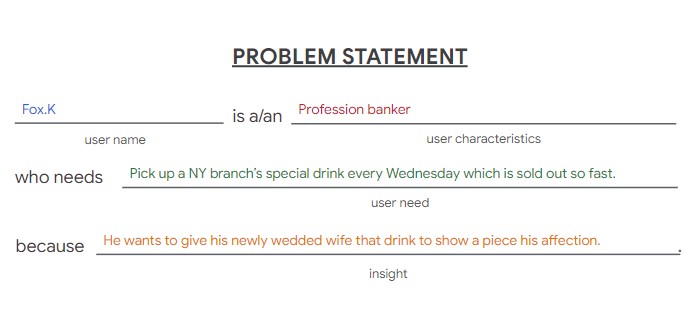 PROBLEM STATEMENT
Fox.K is a/an Profession banker
user name user characteristics
who needs Pick up a NY branch's special drink every Wednesday which is sold out so fast.
user need
because He wants to give his newly wedded wife that drink to show a piece his affection. .
insight